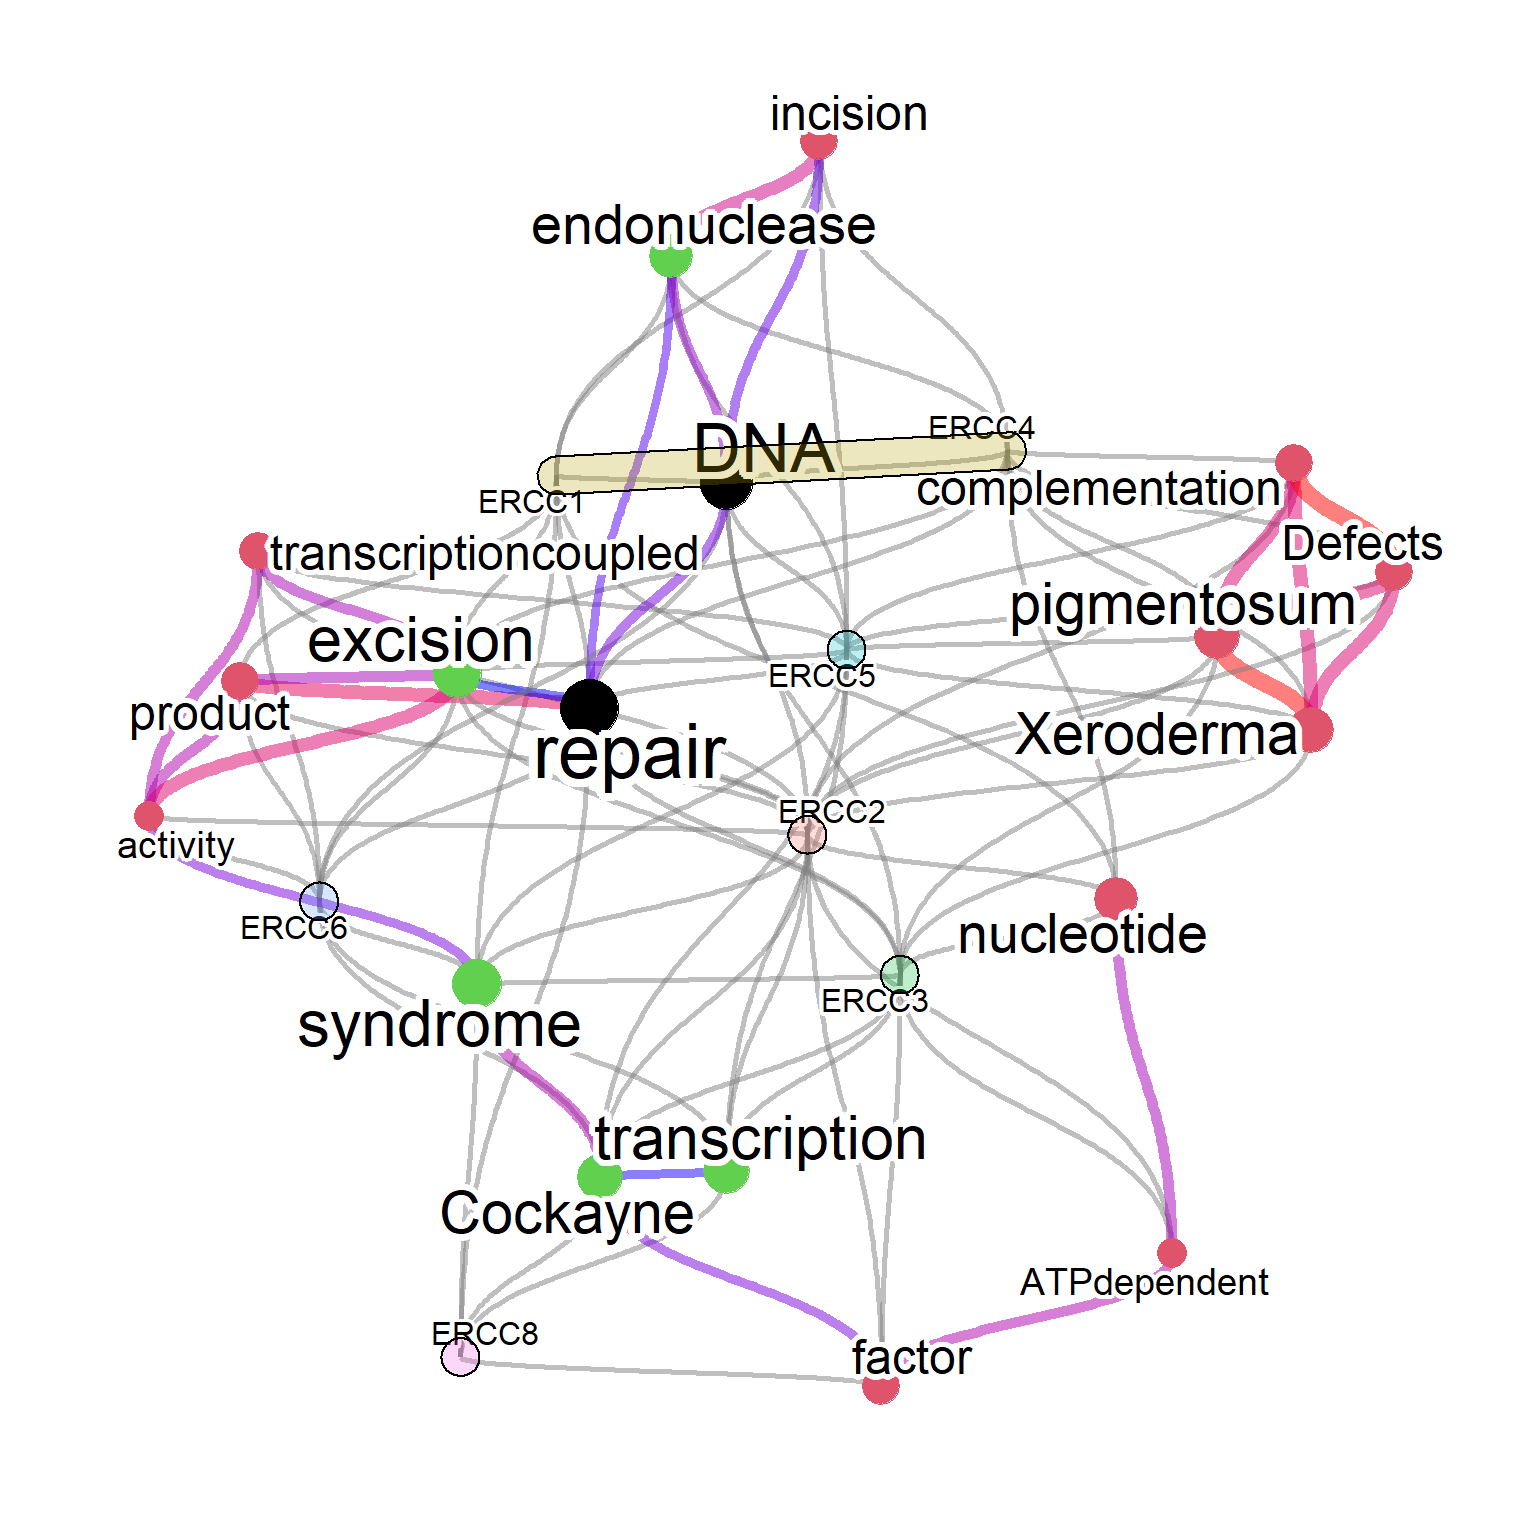 incision
endonuclease
ERCC4
DNA
complementation
ERCC1
Defects
transcriptioncoupled
pigmentosum
excision
ERCC5
product
Xeroderma
repair
ERCC2
activity
ERCC6
nucleotide
ERCC3
syndrome
transcription
Cockayne
ATPdependent
ERCC8
factor